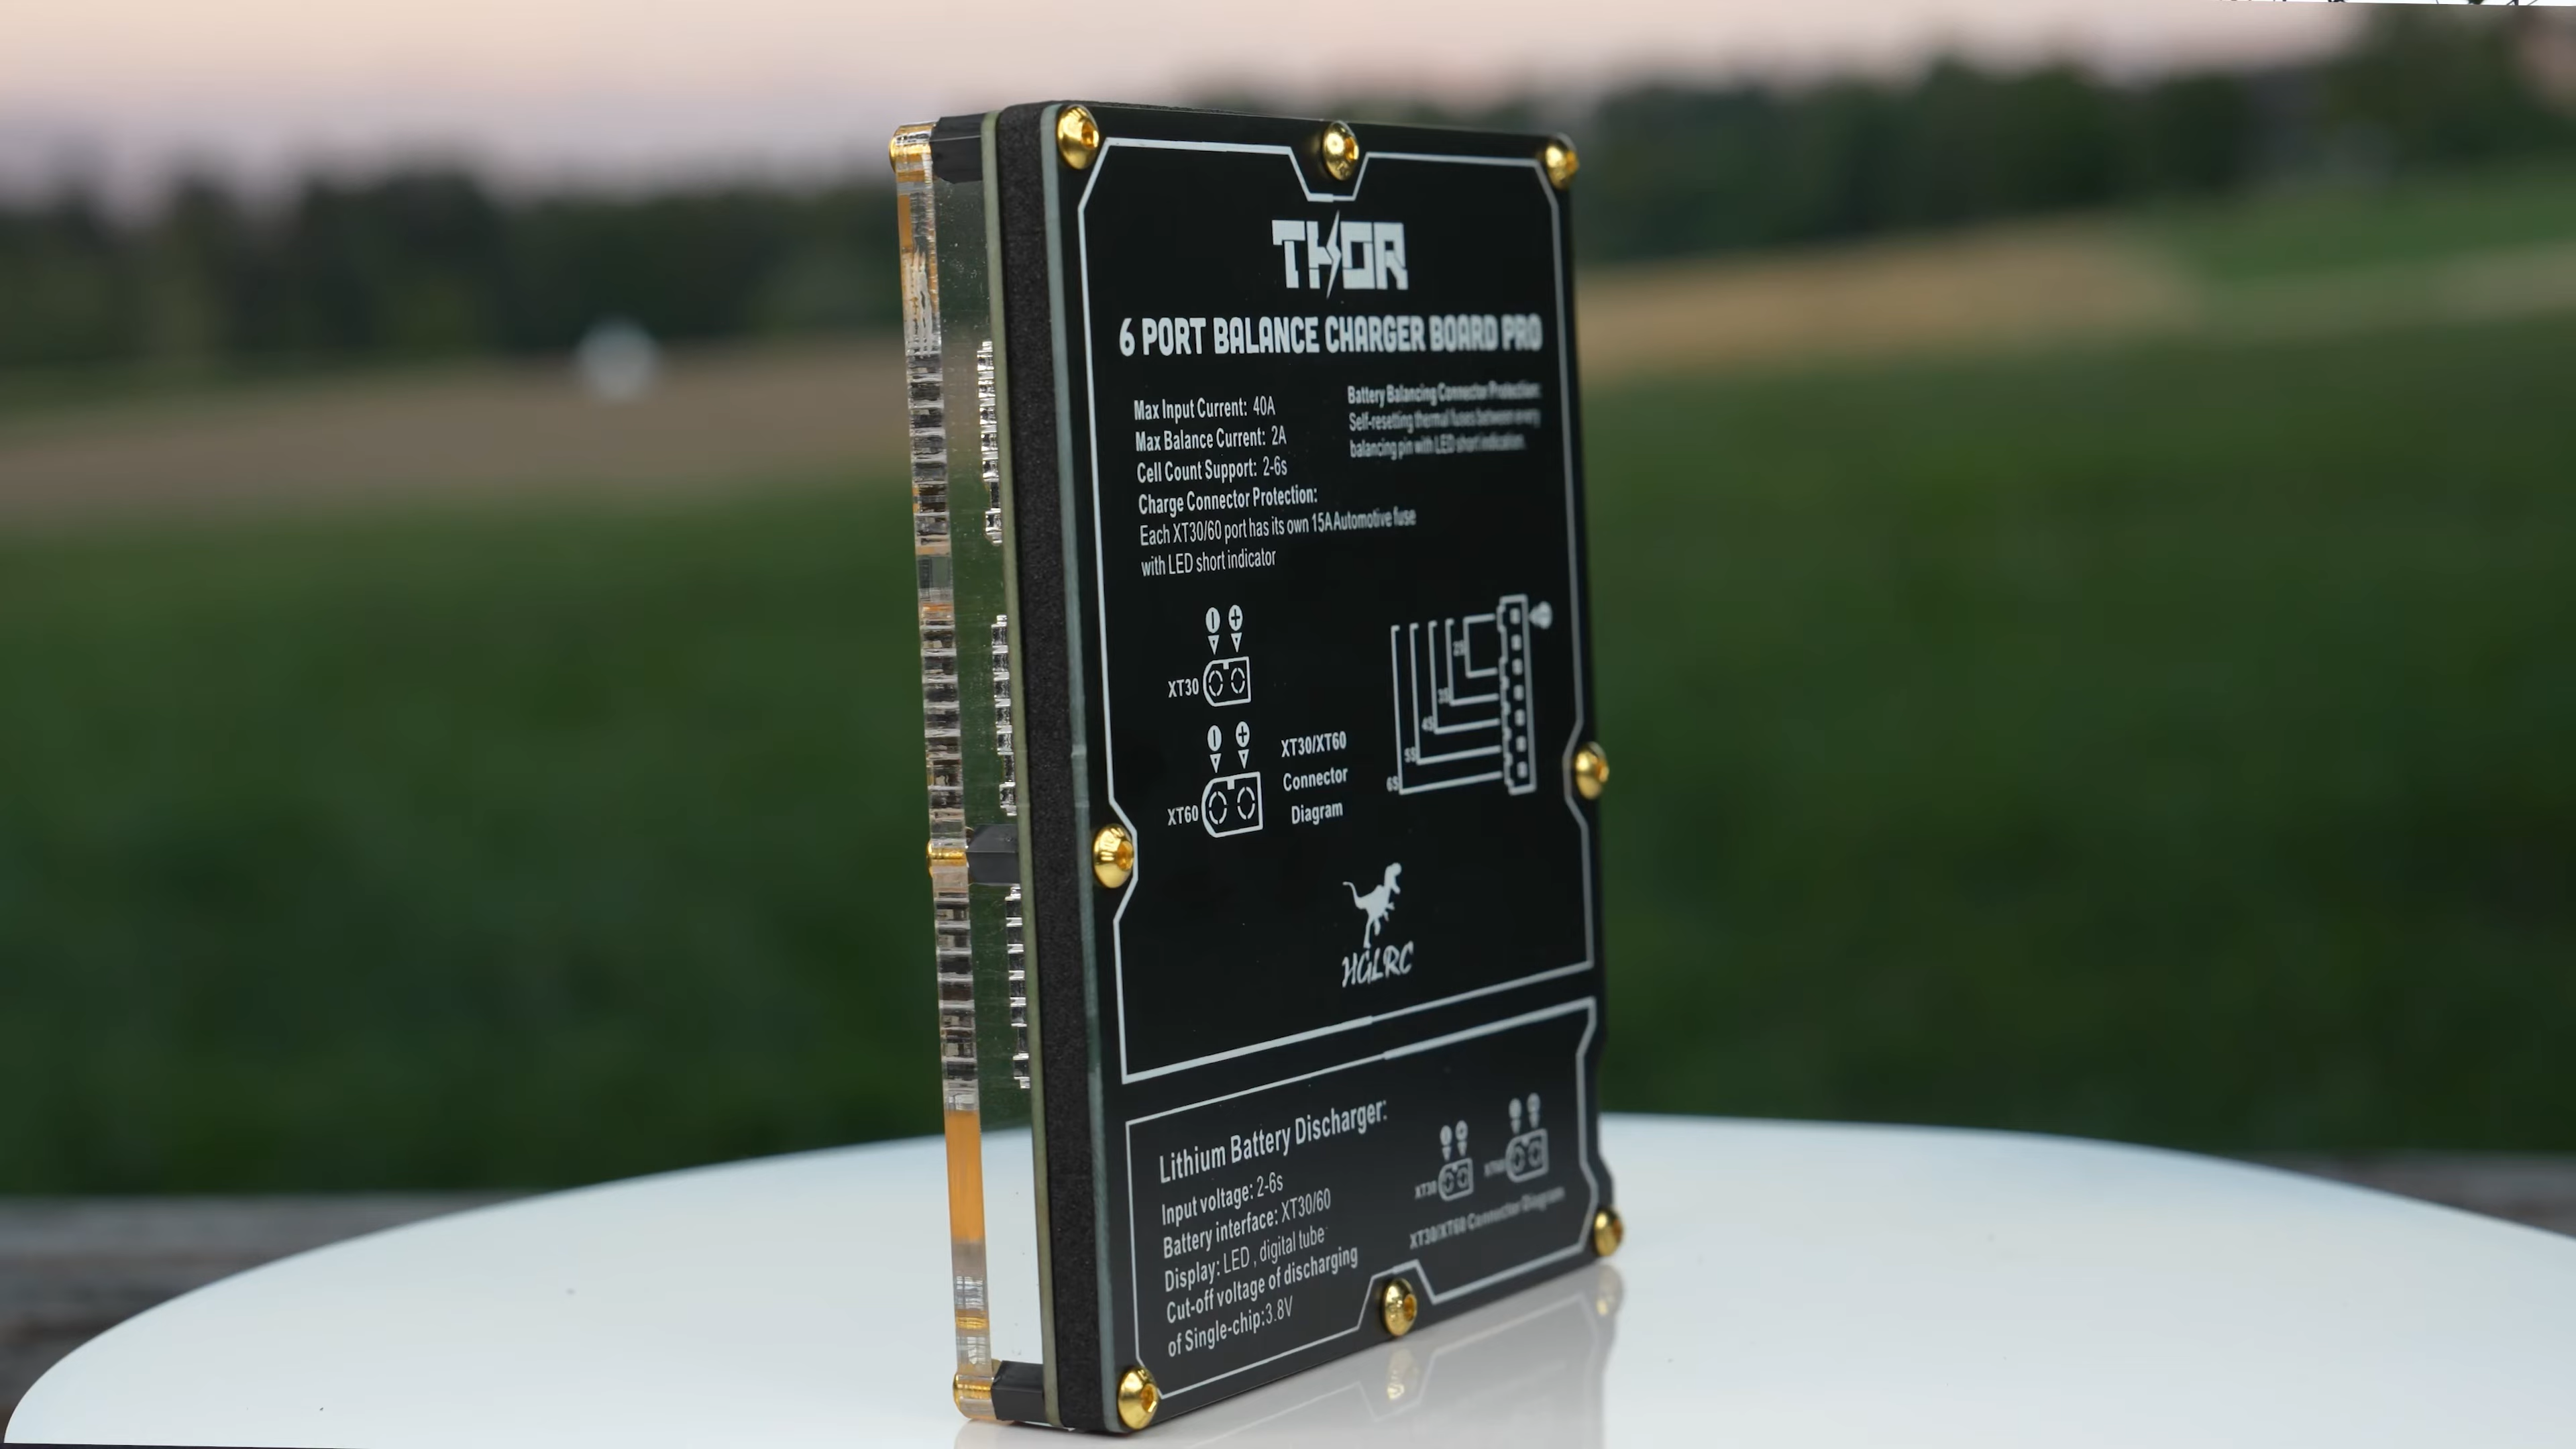 THOR
6 PORT BALANCE CHARGER BOARD PRO
Max Input Current: 40A
Max Balance Current: 2A
Cell Count Support: 2-6s
Charge Connector Protection:
Each XT30/60 port has its own 15A Automotive fuse
with LED short indicator
Battery Balancing Connector Protection:
Self-resetting thermal fuses between every
balancing pin with LED short indication.
XT30
XT60
XT30/XT60
Connector
Diagram
2S
3S
4S
5S
6S
HGLRC
Lithium Battery Discharger:
Input voltage: 2-6s
Battery interface: XT30/60
Display: LED , digital tube
Cut-off voltage of discharging
of Single-chip:3.8V
XT30
XT60
XT30/XT60 Connector Diagram